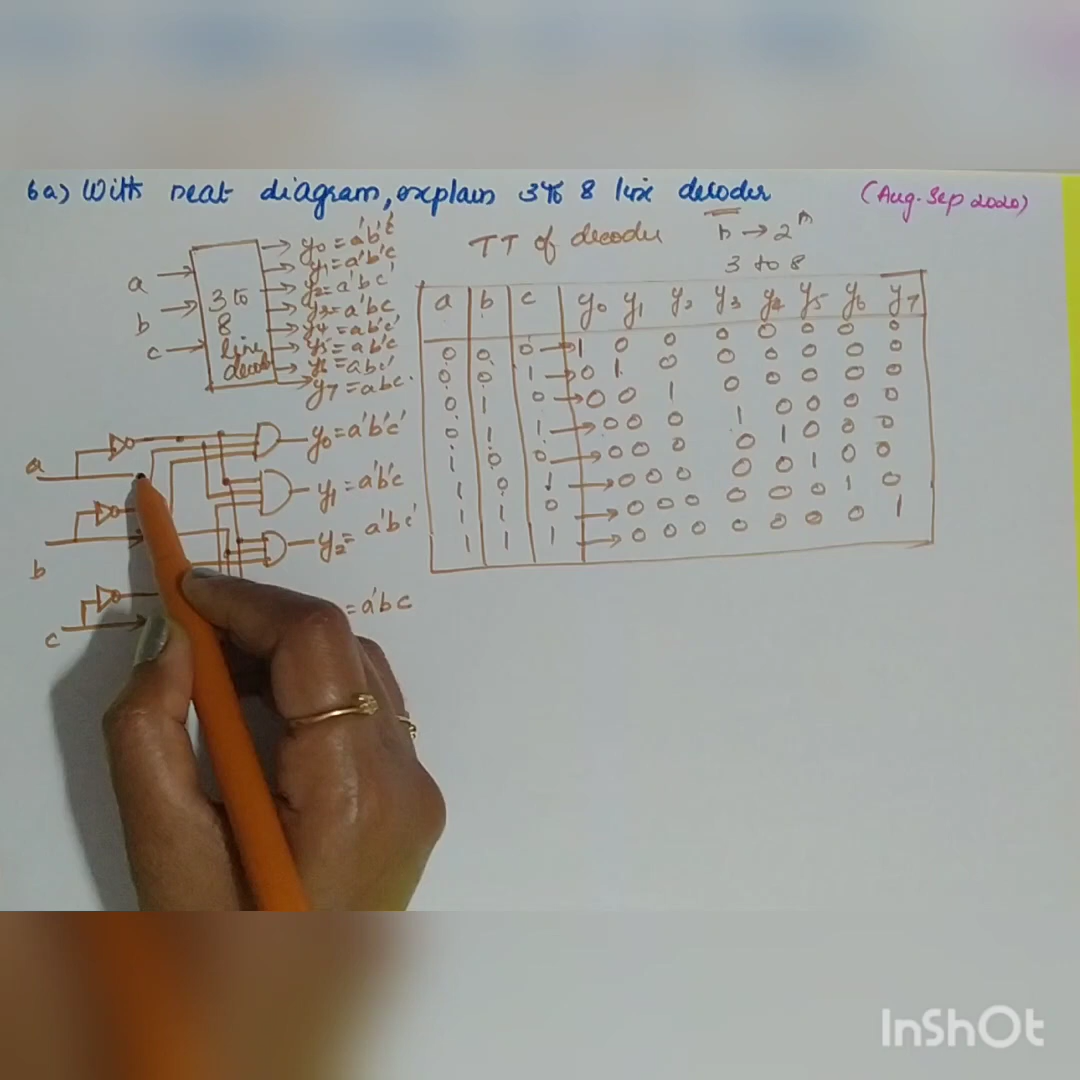 6a) With neat diagram, explain 3 to 8 line decoder (Aug-Sep 2020)
TT of decoder n → 2^n
3 to 8
a
b
c
3 to
8
line
decod
y0 = a'b'c'
y1 = a'b'c
y2 = a'bc'
y3 = a'bc
y4 = ab'c'
y5 = ab'c
y6 = abc'
y7 = abc.
a b c y0 y1 y2 y3 y4 y5 y6 y7
0 0 0 → 1 0 0 0 0 0 0 0
0 0 1 → 0 1 0 0 0 0 0 0
0 1 0 → 0 0 1 0 0 0 0 0
0 1 1 → 0 0 0 1 0 0 0 0
1 0 0 → 0 0 0 0 1 0 0 0
1 0 1 → 0 0 0 0 0 1 0 0
1 1 0 → 0 0 0 0 0 0 1 0
1 1 1 → 0 0 0 0 0 0 0 1
a
b
c
y0 = a'b'c'
y1 = a'b'c
y2 = a'bc'
= a'bc
InShOt